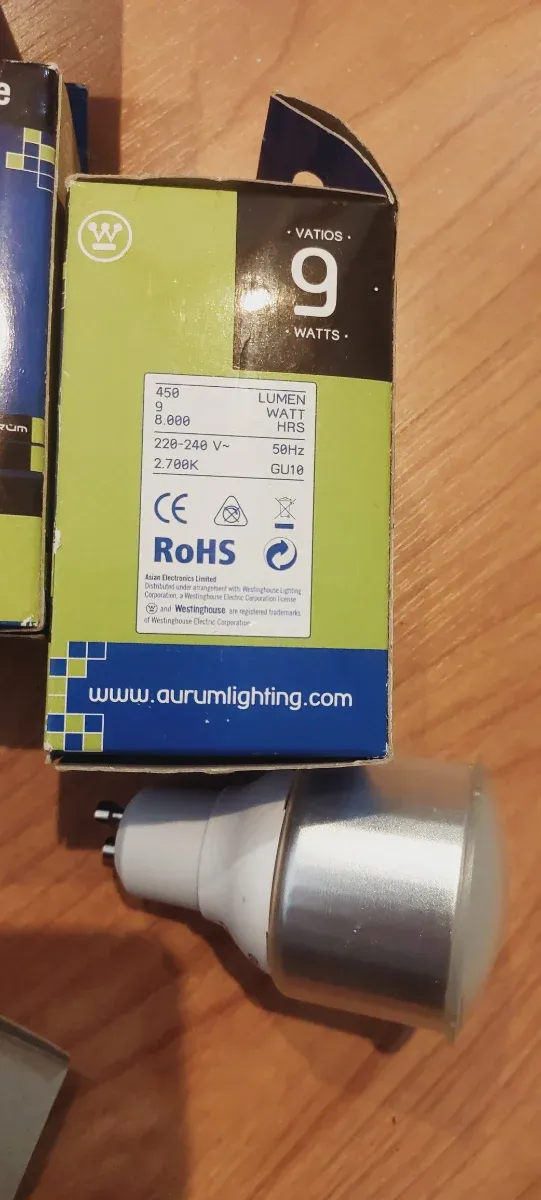 e
rum
· VATIOS ·
9
· WATTS ·
450 LUMEN
9 WATT
8.000 HRS
220-240 V~ 50Hz
2.700K GU10
CE
RoHS
Asian Electronics Limited
Distributed under arrangement with Westinghouse Lighting
Corporation, a Westinghouse Electric Corporation license
W and Westinghouse are registered trademarks
of Westinghouse Electric Corporation
www.aurumlighting.com